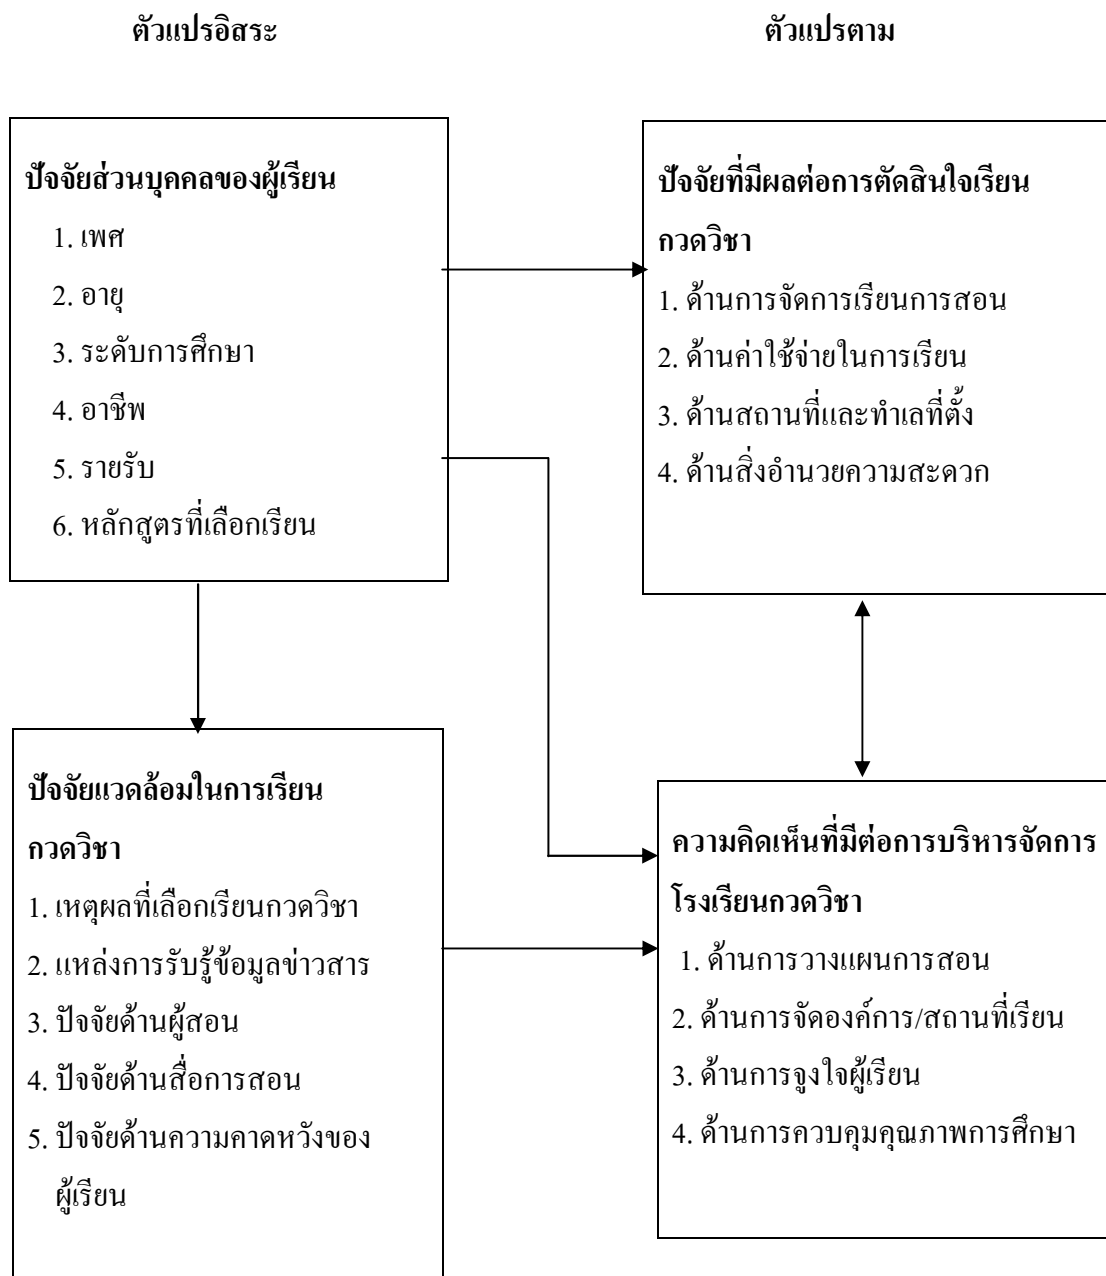 ตัวแปรอิสระ
ตัวแปรตาม
ปัจจัยส่วนบุคคลของผู้เรียน
1. เพศ
2. อายุ
3. ระดับการศึกษา
4. อาชีพ
5. รายรับ
6. หลักสูตรที่เลือกเรียน
ปัจจัยที่มีผลต่อการตัดสินใจเรียน
กวดวิชา
1. ด้านการจัดการเรียนการสอน
2. ด้านค่าใช้จ่ายในการเรียน
3. ด้านสถานที่และทำเลที่ตั้ง
4. ด้านสิ่งอำนวยความสะดวก
ปัจจัยแวดล้อมในการเรียน
กวดวิชา
1. เหตุผลที่เลือกเรียนกวดวิชา
2. แหล่งการรับรู้ข้อมูลข่าวสาร
3. ปัจจัยด้านผู้สอน
4. ปัจจัยด้านสื่อการสอน
5. ปัจจัยด้านความคาดหวังของ
ผู้เรียน
ความคิดเห็นที่มีต่อการบริหารจัดการ
โรงเรียนกวดวิชา
1. ด้านการวางแผนการสอน
2. ด้านการจัดองค์การ/สถานที่เรียน
3. ด้านการจูงใจผู้เรียน
4. ด้านการควบคุมคุณภาพการศึกษา